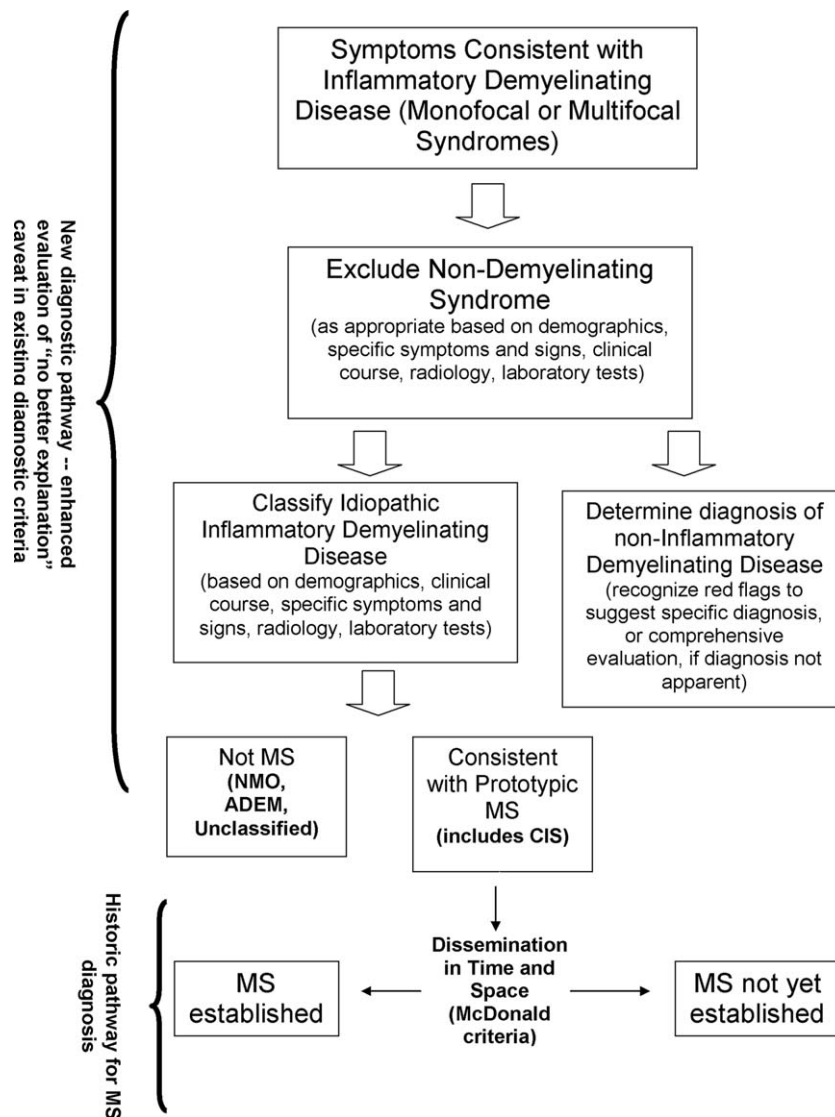 Symptoms Consistent with
Inflammatory Demyelinating
Disease (Monofocal or Multifocal
Syndromes)
New diagnostic pathway -- enhanced
evaluation of "no better explanation"
caveat in existing diagnostic criteria
Exclude Non-Demyelinating
Syndrome
(as appropriate based on demographics,
specific symptoms and signs, clinical
course, radiology, laboratory tests)
Classify Idiopathic
Inflammatory Demyelinating
Disease
(based on demographics, clinical
course, specific symptoms and
signs, radiology, laboratory tests)
Determine diagnosis of
non-Inflammatory
Demyelinating Disease
(recognize red flags to
suggest specific diagnosis,
or comprehensive
evaluation, if diagnosis not
apparent)
Not MS
(NMO,
ADEM,
Unclassified)
Consistent
with Prototypic
MS
(includes CIS)
Historic pathway for MS
diagnosis
MS
established
Dissemination
in Time and
Space
(McDonald
criteria)
MS not yet
established